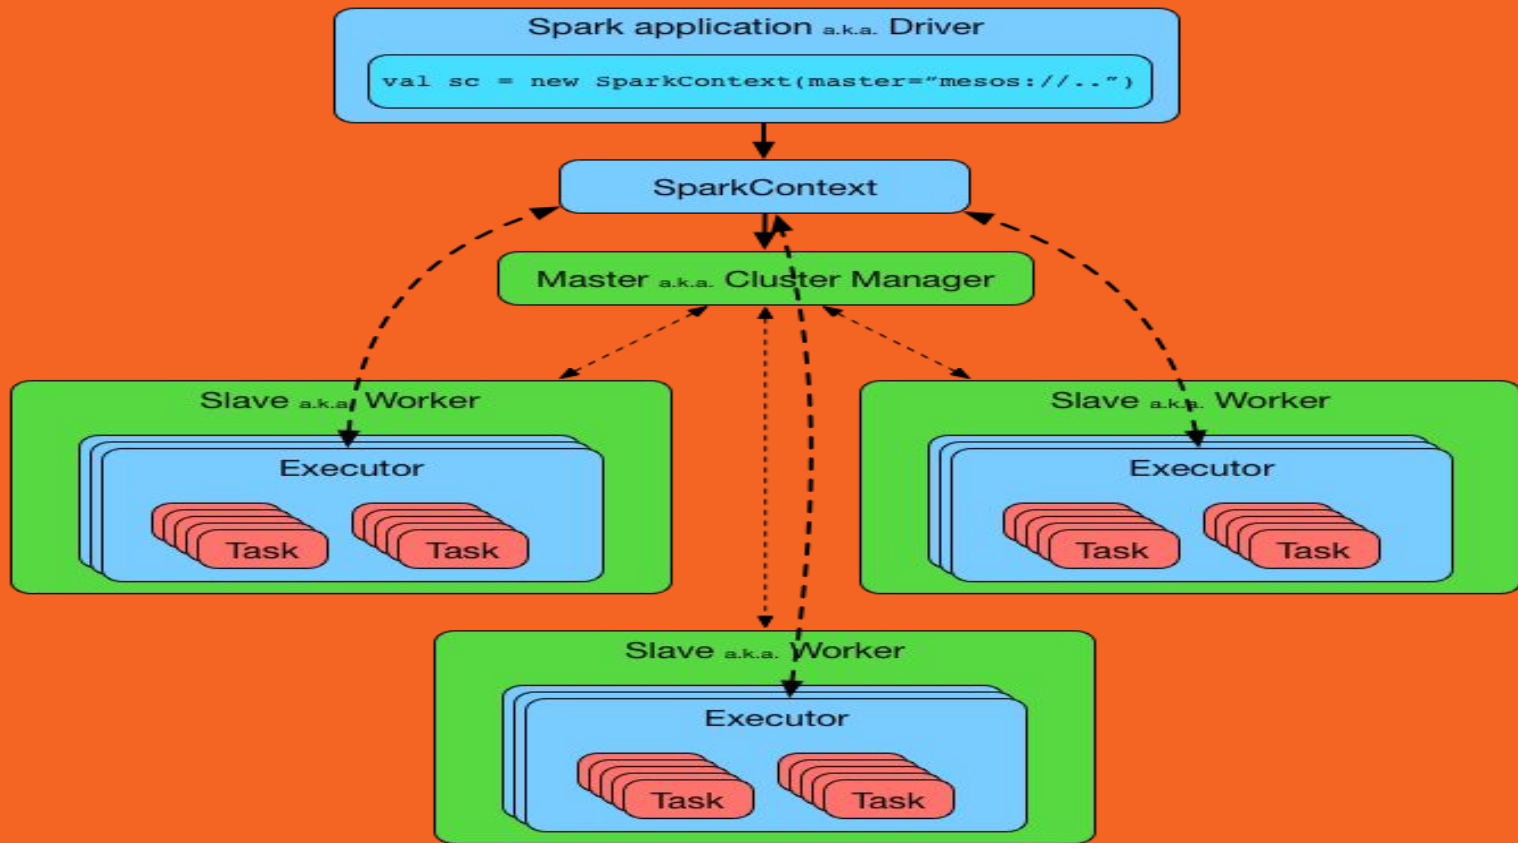 Spark application a.k.a. Driver
val sc = new SparkContext(master="mesos://..")
SparkContext
Master a.k.a. Cluster Manager
Slave a.k.a. Worker
Executor
Task
Task
Slave a.k.a. Worker
Executor
Task
Task
Slave a.k.a. Worker
Executor
Task
Task